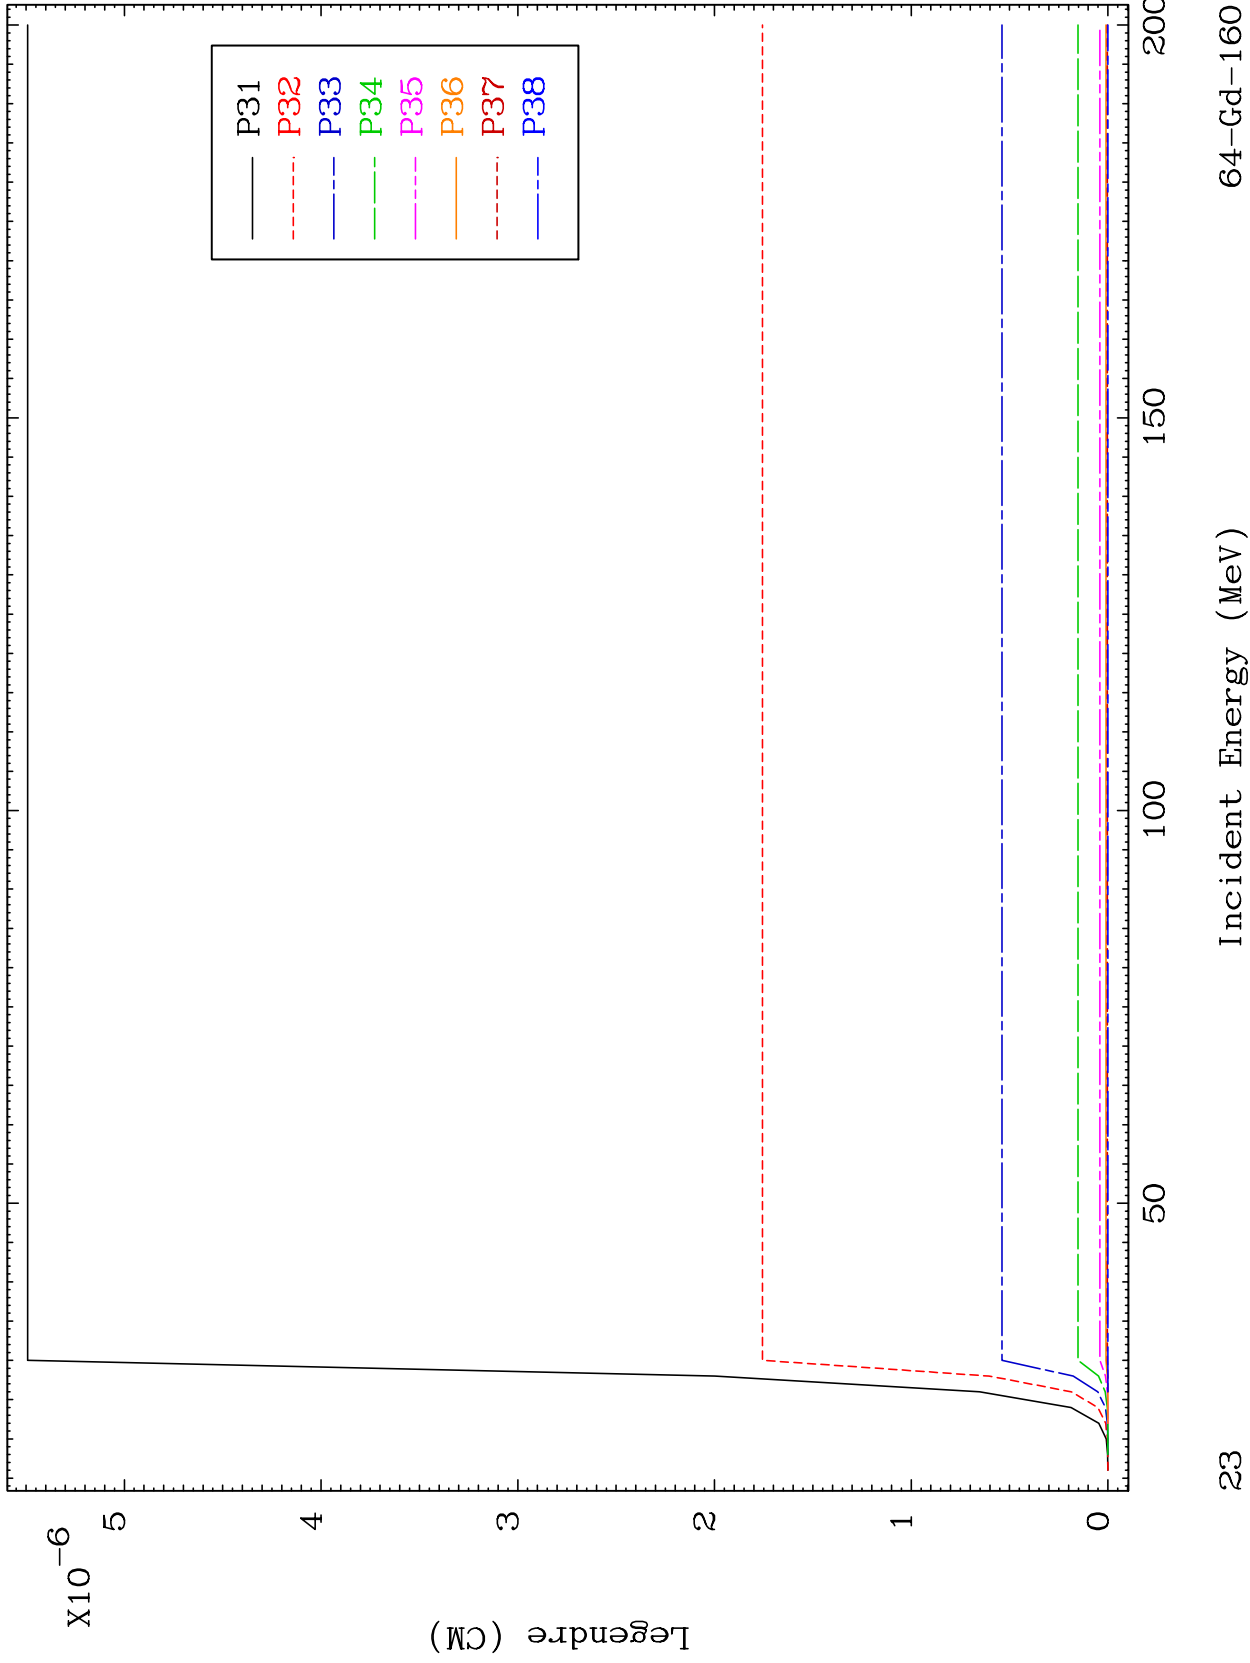 X10
-6
5
4
3
2
1
0
Legendre (CM)
P31
P32
P33
P34
P35
P36
P37
P38
50
100
150
200
Incident Energy (MeV)
23
64-Gd-160